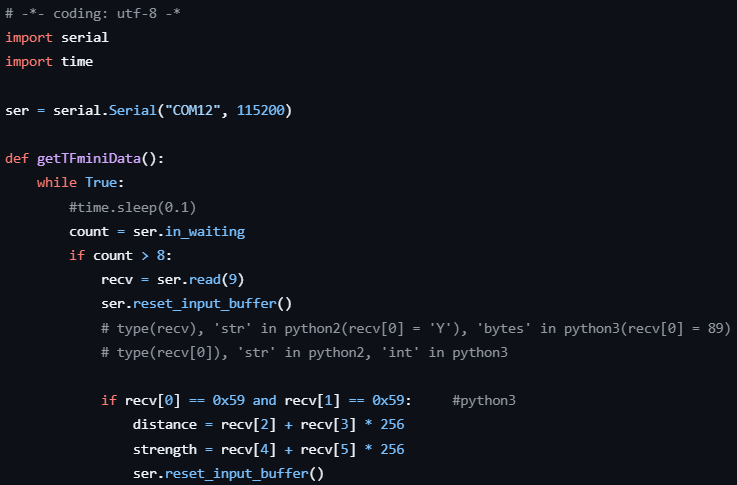 # -*- coding: utf-8 -*
import serial
import time
ser = serial.Serial("COM12", 115200)
def getTFminiData():
    while True:
        #time.sleep(0.1)
        count = ser.in_waiting
        if count > 8:
            recv = ser.read(9)
            ser.reset_input_buffer()
            # type(recv), 'str' in python2(recv[0] = 'Y'), 'bytes' in python3(recv[0] = 89)
            # type(recv[0]), 'str' in python2, 'int' in python3
            if recv[0] == 0x59 and recv[1] == 0x59:     #python3
                distance = recv[2] + recv[3] * 256
                strength = recv[4] + recv[5] * 256
                ser.reset_input_buffer()